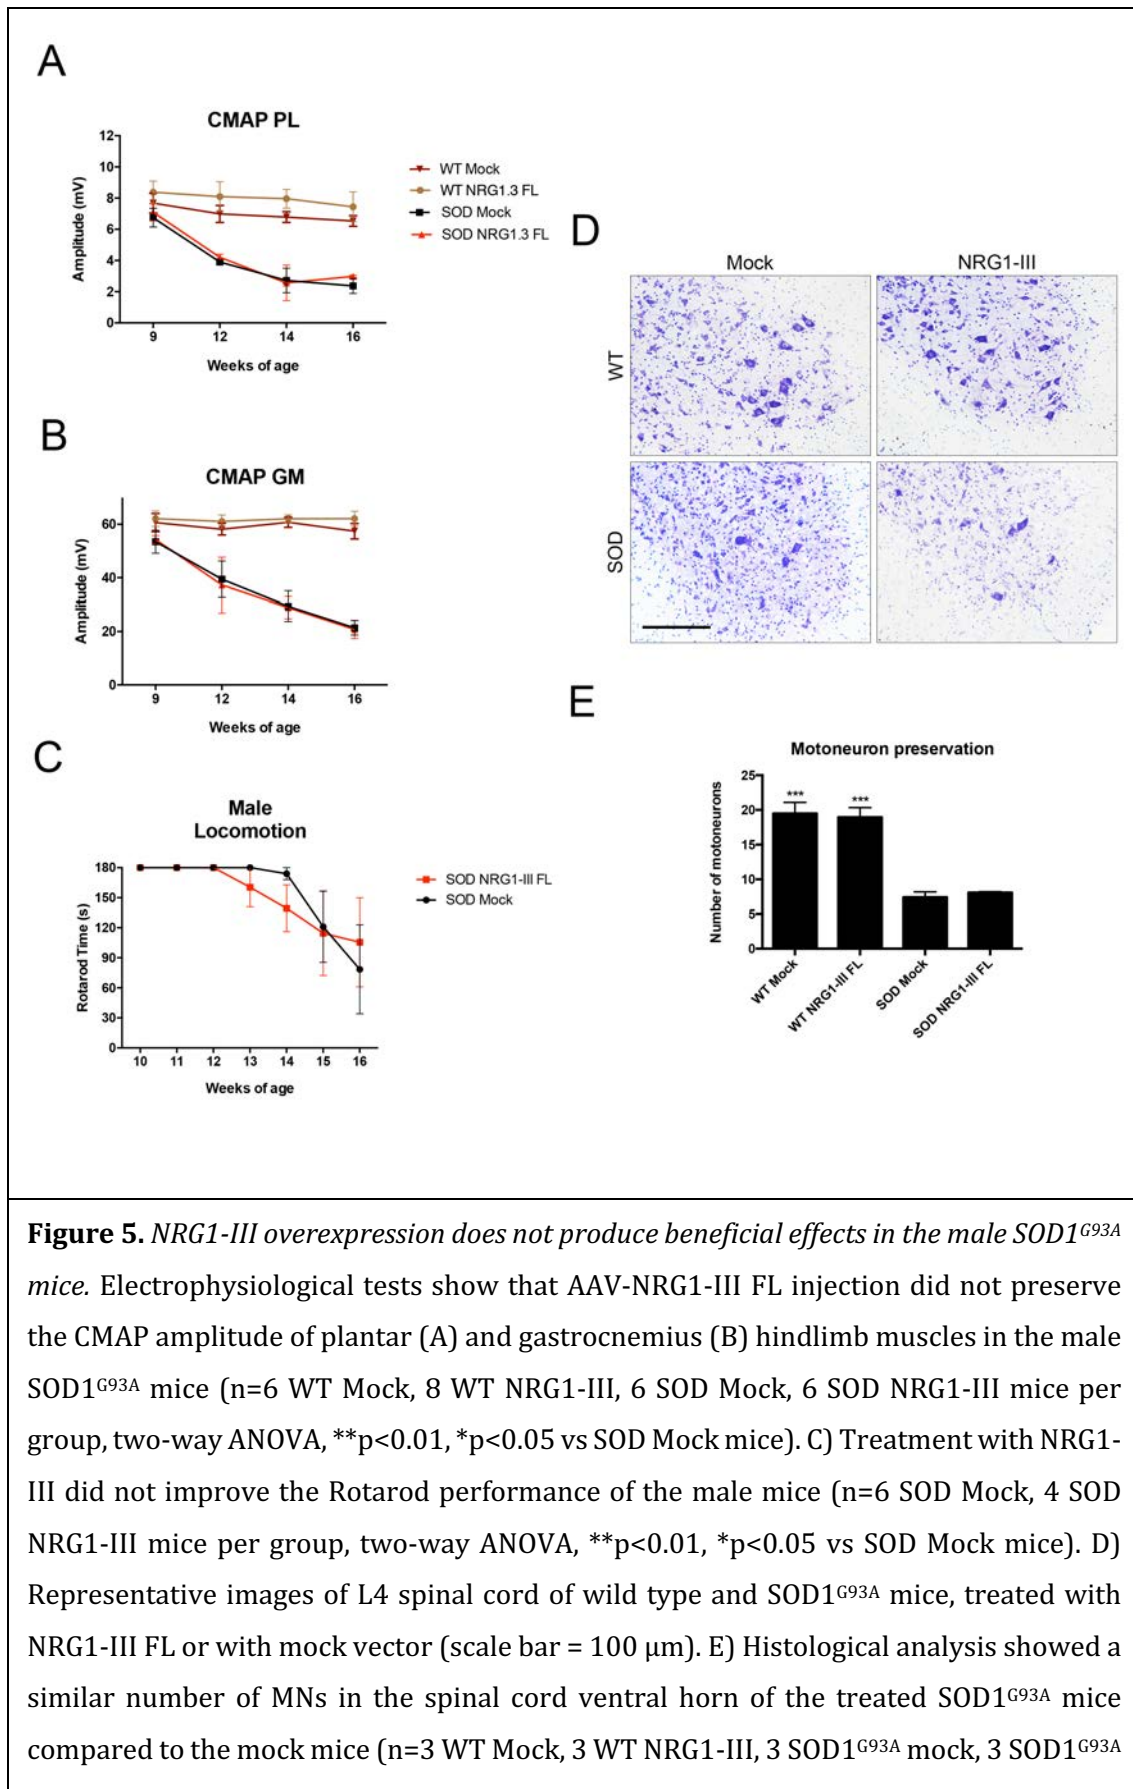 A
CMAP PL
12
10
8
6
4
2
0
Amplitude (mV)
9 12 14 16
Weeks of age
WT Mock
WT NRG1.3 FL
SOD Mock
SOD NRG1.3 FL
B
CMAP GM
60
40
20
0
Amplitude (mV)
9 12 14 16
Weeks of age
C
Male
Locomotion
180
150
120
90
60
30
0
Rotarod Time (s)
10 11 12 13 14 15 16
Weeks of age
SOD NRG1-III FL
SOD Mock
D
Mock NRG1-III
WT
SOD
E
Motoneuron preservation
25
20
15
10
5
0
Number of motoneurons
*** ***
WT Mock
WT NRG1-III FL
SOD Mock
SOD NRG1-III FL
Figure 5. NRG1-III overexpression does not produce beneficial effects in the male SOD1G93A
mice. Electrophysiological tests show that AAV-NRG1-III FL injection did not preserve
the CMAP amplitude of plantar (A) and gastrocnemius (B) hindlimb muscles in the male
SOD1G93A mice (n=6 WT Mock, 8 WT NRG1-III, 6 SOD Mock, 6 SOD NRG1-III mice per
group, two-way ANOVA, **p<0.01, *p<0.05 vs SOD Mock mice). C) Treatment with NRG1-
III did not improve the Rotarod performance of the male mice (n=6 SOD Mock, 4 SOD
NRG1-III mice per group, two-way ANOVA, **p<0.01, *p<0.05 vs SOD Mock mice). D)
Representative images of L4 spinal cord of wild type and SOD1G93A mice, treated with
NRG1-III FL or with mock vector (scale bar = 100 µm). E) Histological analysis showed a
similar number of MNs in the spinal cord ventral horn of the treated SOD1G93A mice
compared to the mock mice (n=3 WT Mock, 3 WT NRG1-III, 3 SOD1G93A mock, 3 SOD1G93A